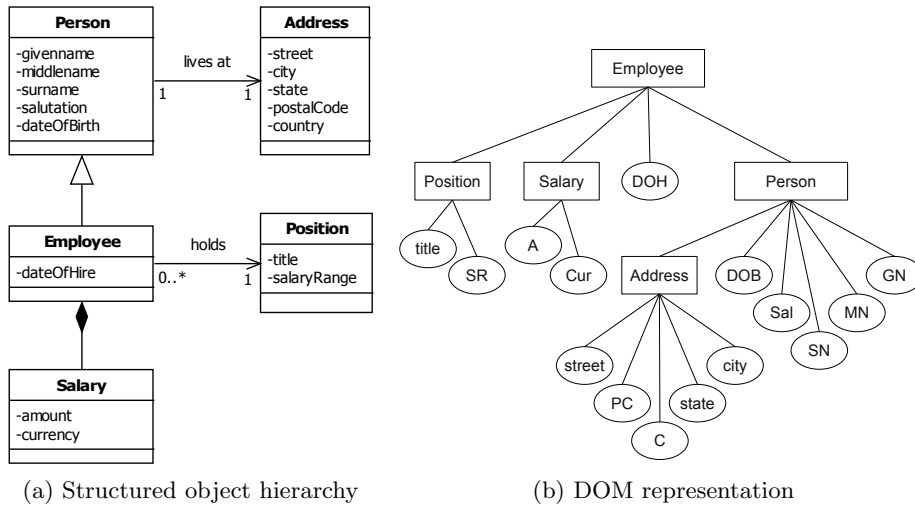 Person
-givenname
-middlename
-surname
-salutation
-dateOfBirth
lives at
1
1
Address
-street
-city
-state
-postalCode
-country
Employee
-dateOfHire
holds
0..*
1
Position
-title
-salaryRange
Salary
-amount
-currency
(a) Structured object hierarchy
Employee
Position
Salary
DOH
Person
title
SR
A
Cur
Address
DOB
Sal
SN
MN
GN
street
PC
C
state
city
(b) DOM representation